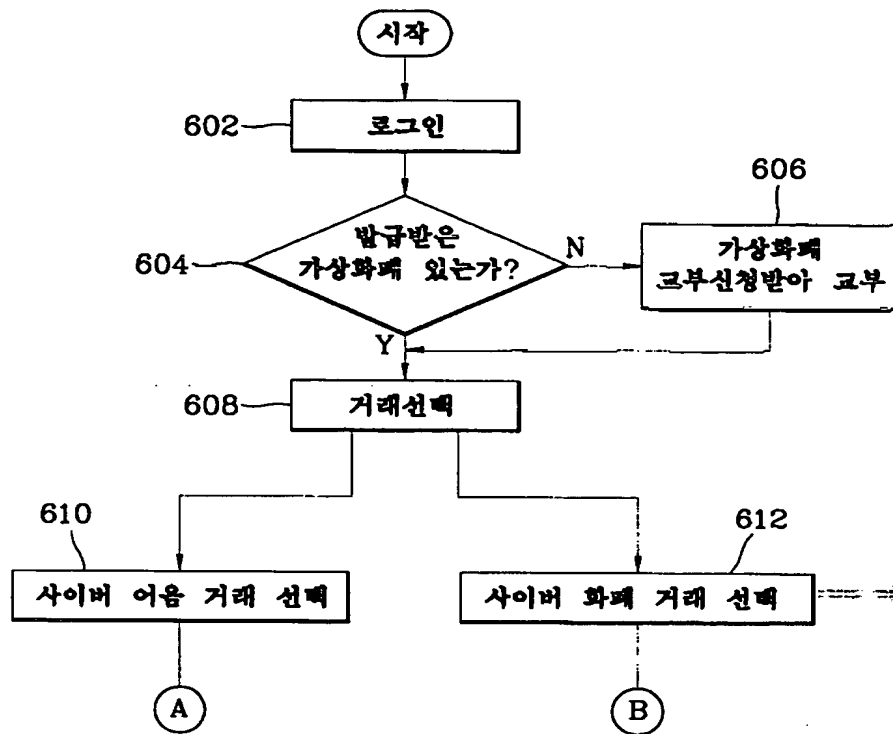 시작
602
로그인
606
604
발급받은
가상화폐 있는가?
N
가상화폐
교부신청받아 교부
Y
608
거래선택
610
612
사이버 어음 거래 선택
사이버 화폐 거래 선택
A
B